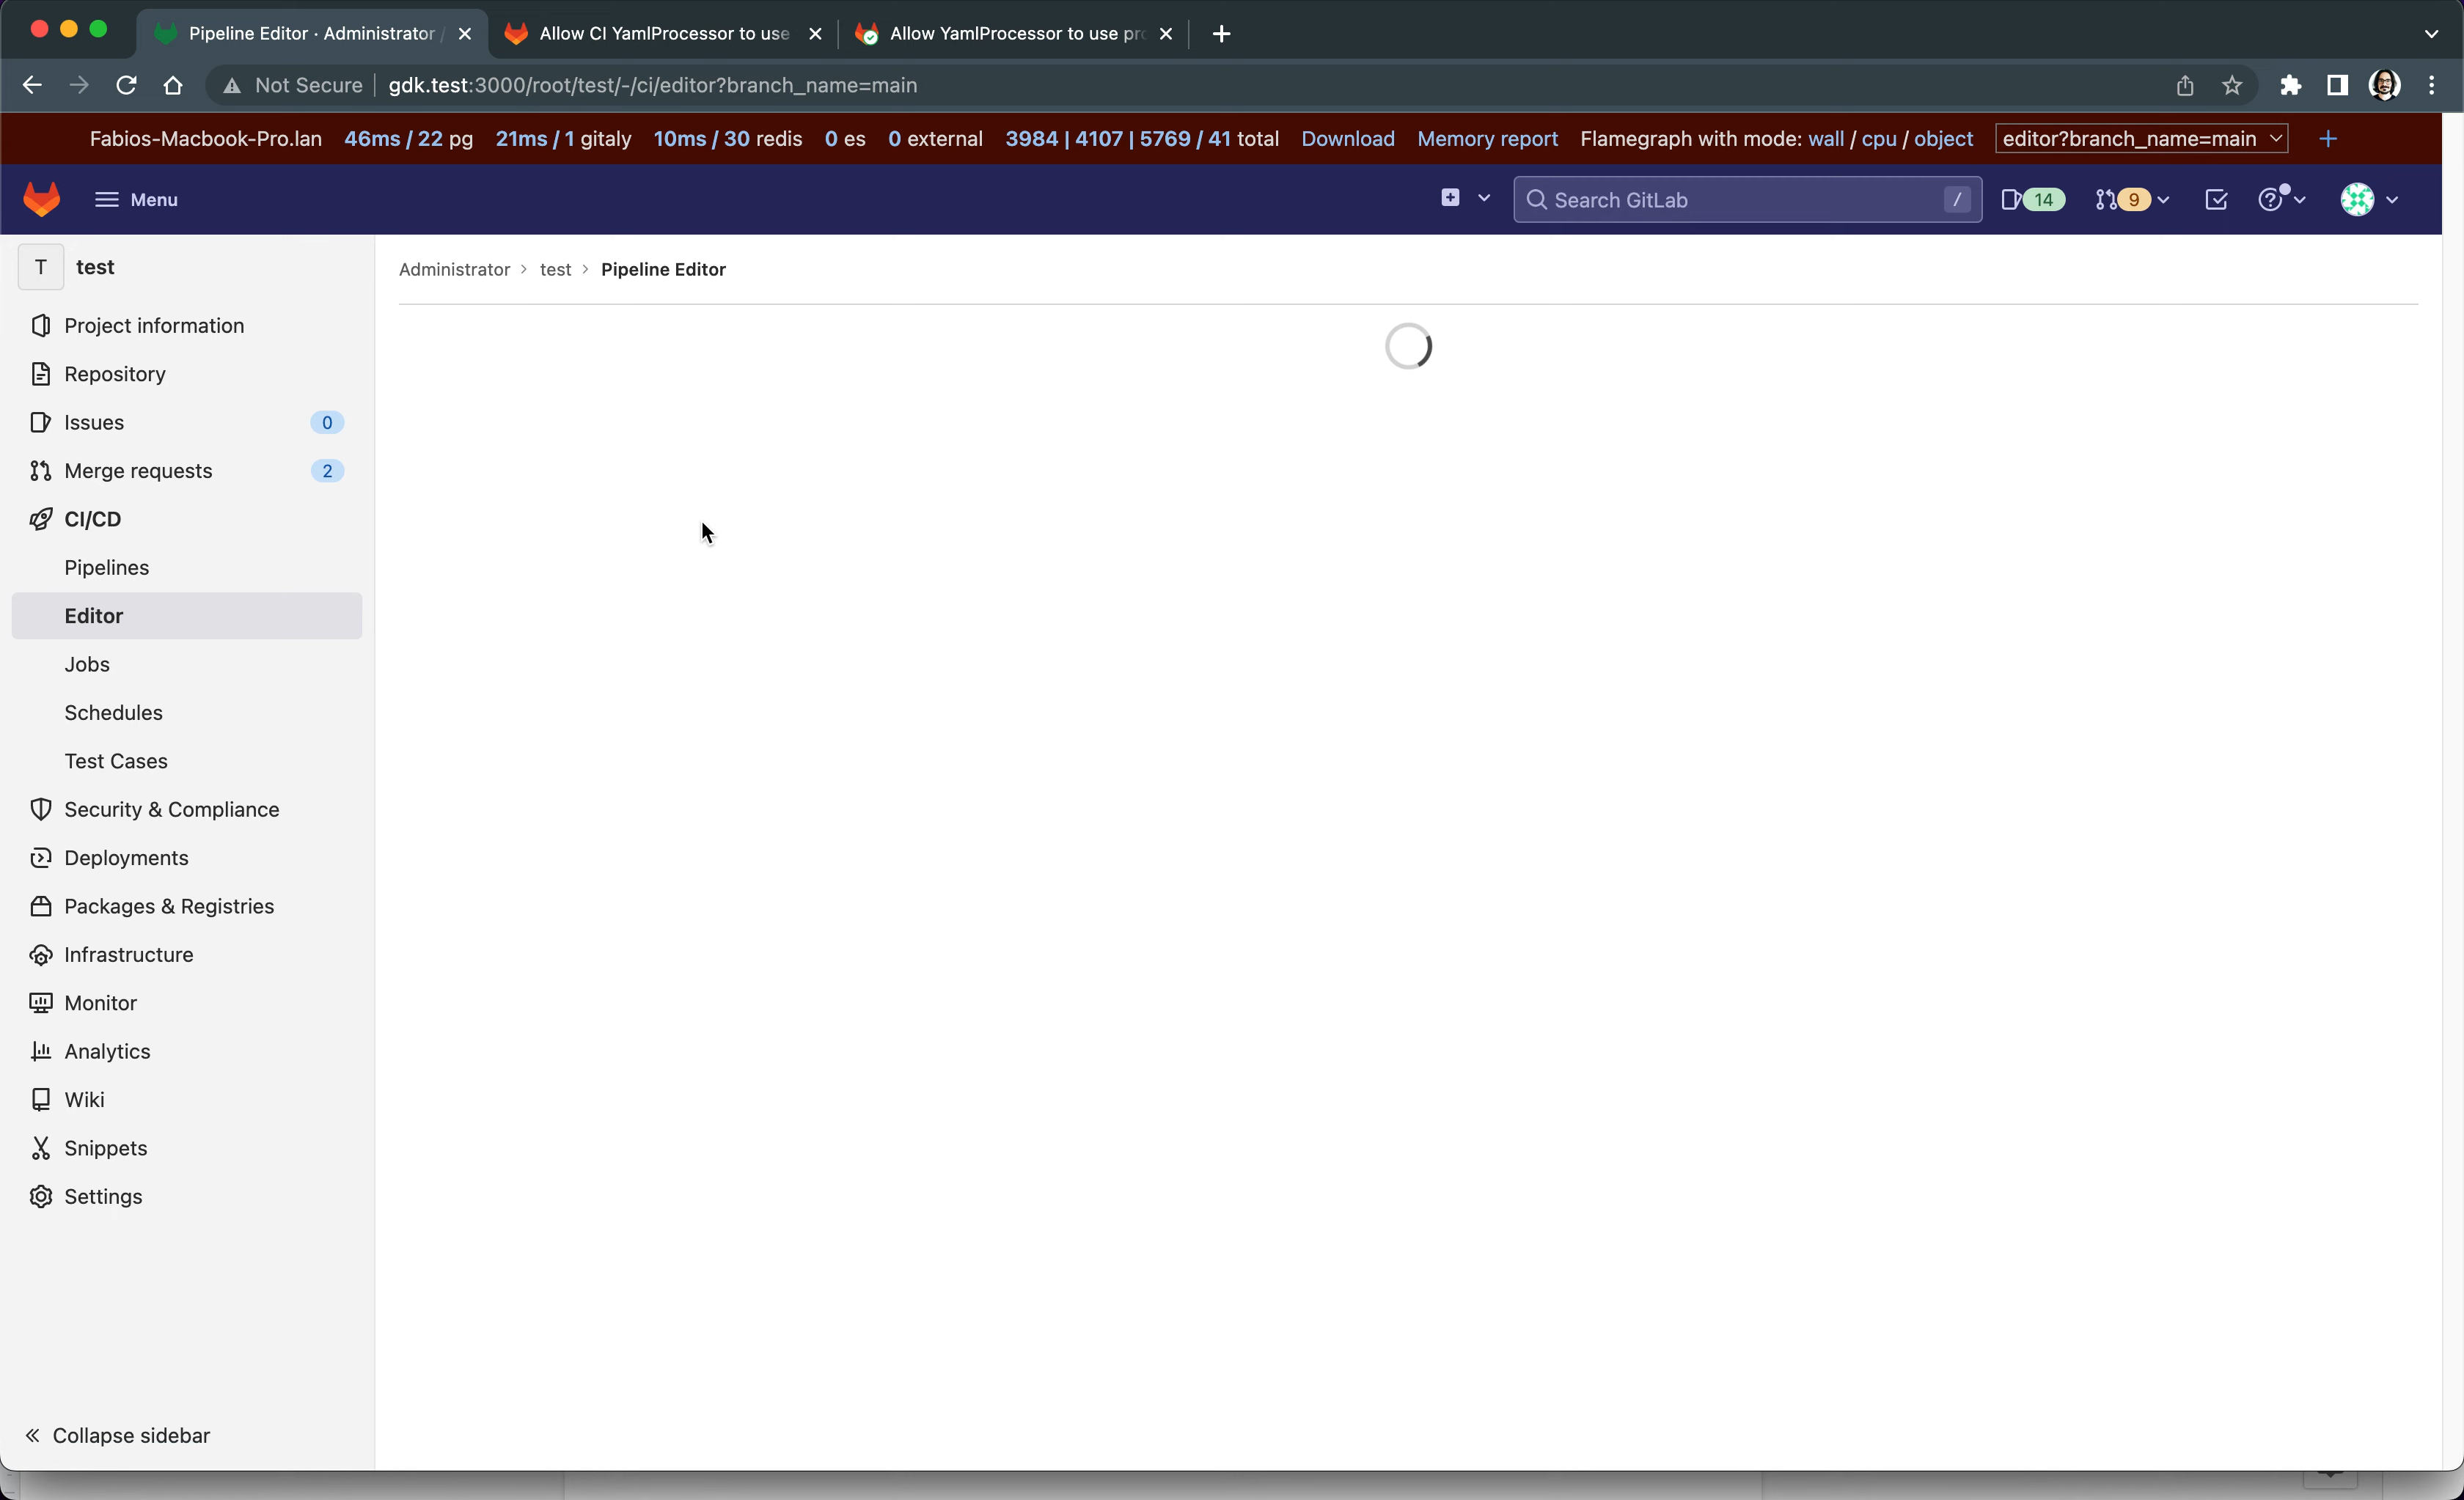 Pipeline Editor · Administrator /
Allow CI YamlProcessor to use
Allow YamlProcessor to use pro
Not Secure gdk.test:3000/root/test/-/ci/editor?branch_name=main
Fabios-Macbook-Pro.lan 46ms / 22 pg 21ms / 1 gitaly 10ms / 30 redis 0 es 0 external 3984 | 4107 | 5769 / 41 total Download Memory report Flamegraph with mode: wall / cpu / object editor?branch_name=main +
Menu Search GitLab / 14 9
T test
Administrator > test > Pipeline Editor
Project information
Repository
Issues 0
Merge requests 2
CI/CD
Pipelines
Editor
Jobs
Schedules
Test Cases
Security & Compliance
Deployments
Packages & Registries
Infrastructure
Monitor
Analytics
Wiki
Snippets
Settings
« Collapse sidebar